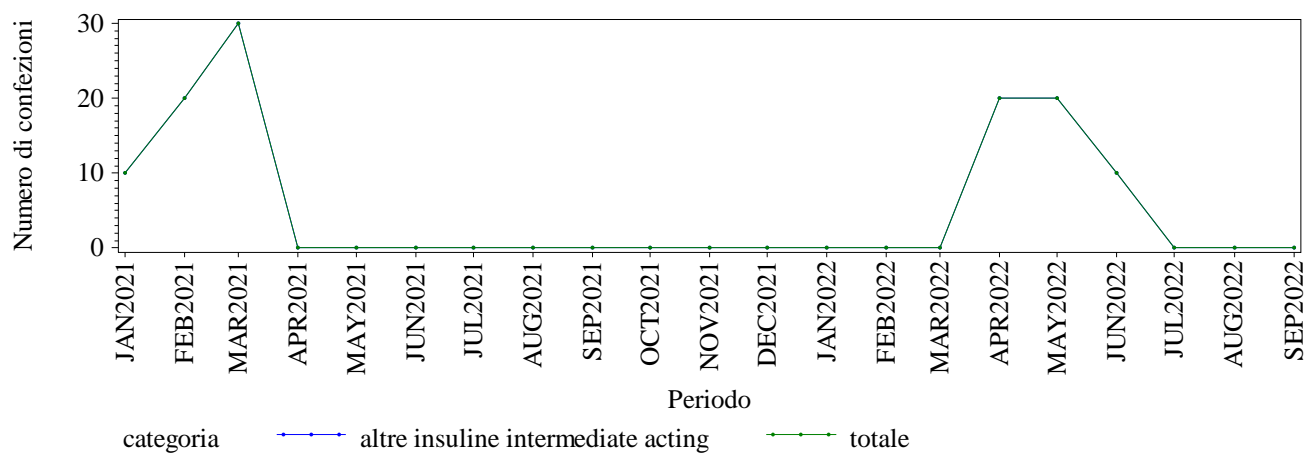 Numero di confezioni
30
20
10
0
JAN2021
FEB2021
MAR2021
APR2021
MAY2021
JUN2021
JUL2021
AUG2021
SEP2021
OCT2021
NOV2021
DEC2021
JAN2022
FEB2022
MAR2022
APR2022
MAY2022
JUN2022
JUL2022
AUG2022
SEP2022
Periodo
categoria altre insuline intermediate acting totale